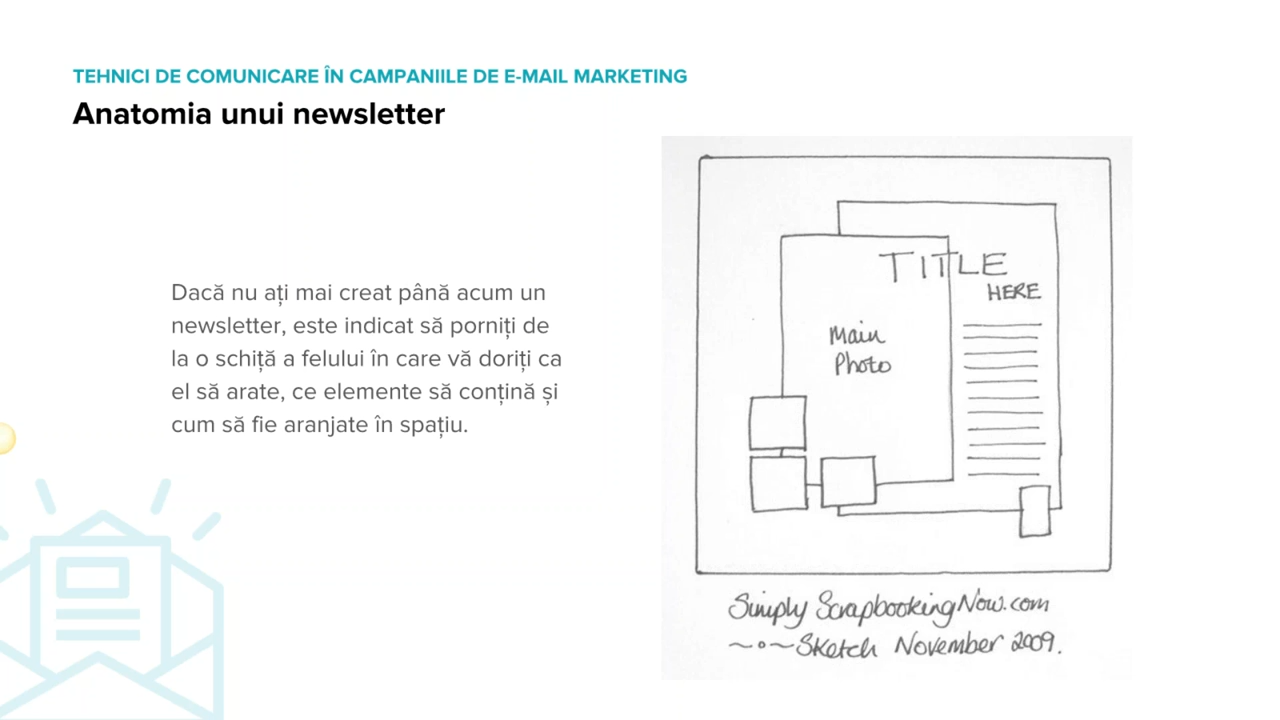 TEHNICI DE COMUNICARE ÎN CAMPANIILE DE E-MAIL MARKETING
Anatomia unui newsletter
Dacă nu ați mai creat până acum un
newsletter, este indicat să porniți de
la o schiță a felului în care vă doriți ca
el să arate, ce elemente să conțină și
cum să fie aranjate în spațiu.
TITLE
HERE
Main
Photo
Simply ScrapbookingNow.com
~o~Sketch November 2009.